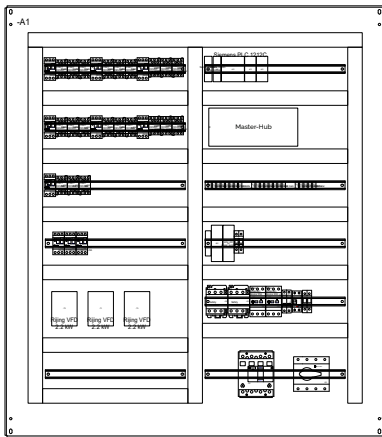 -A1
Siemens PLC 1212C
Master-Hub
Rijing VFD
2.2 kW
Rijing VFD
2.2 kW
Rijing VFD
2.2 kW